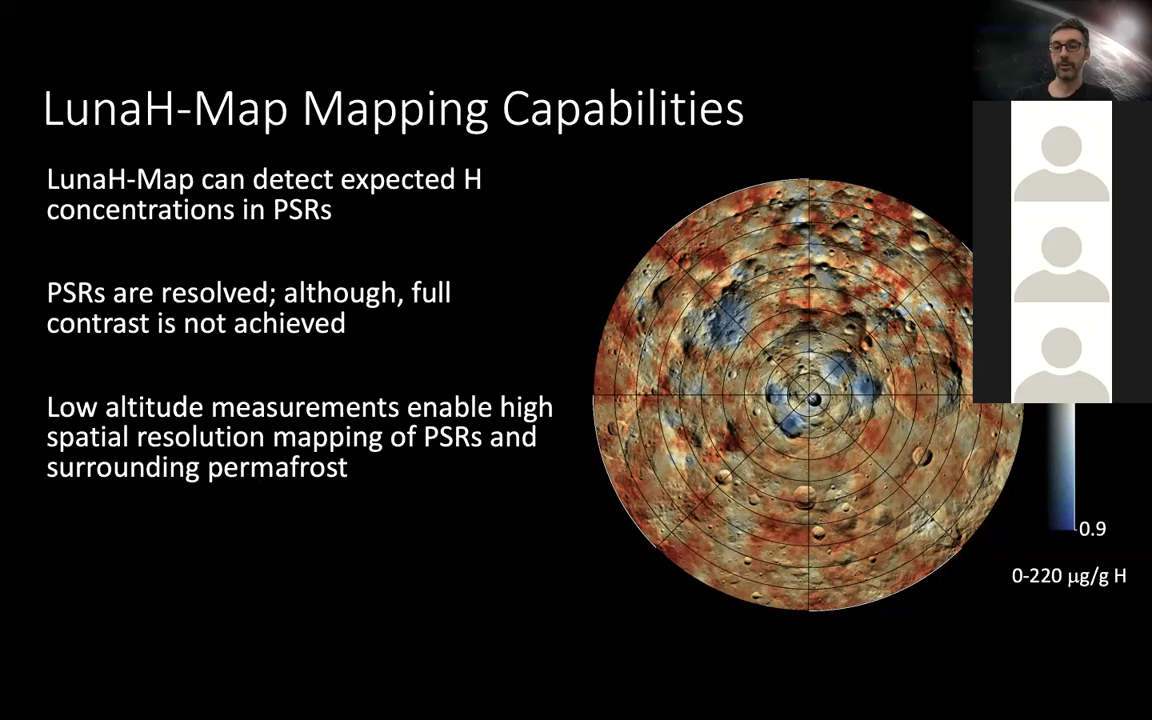 LunaH-Map Mapping Capabilities
LunaH-Map can detect expected H
concentrations in PSRs
PSRs are resolved; although, full
contrast is not achieved
Low altitude measurements enable high
spatial resolution mapping of PSRs and
surrounding permafrost
0.9
0-220 µg/g H